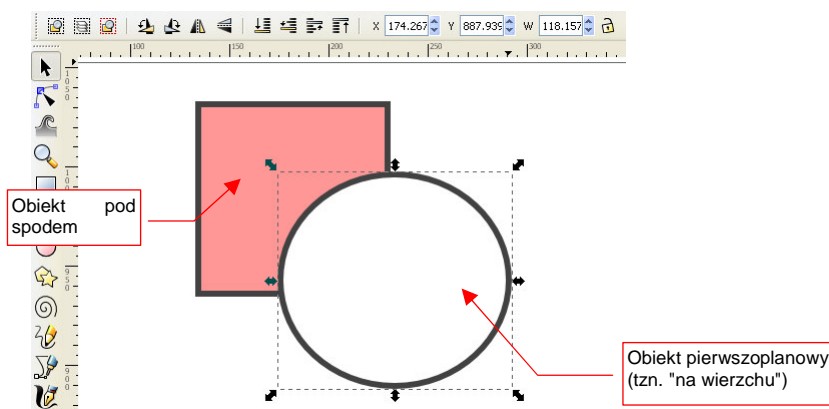 X 174.267 Y 887.939 W 118.157
100 150 200 250 300
Obiekt pod
spodem
Obiekt pierwszoplanowy
(tzn. "na wierzchu")